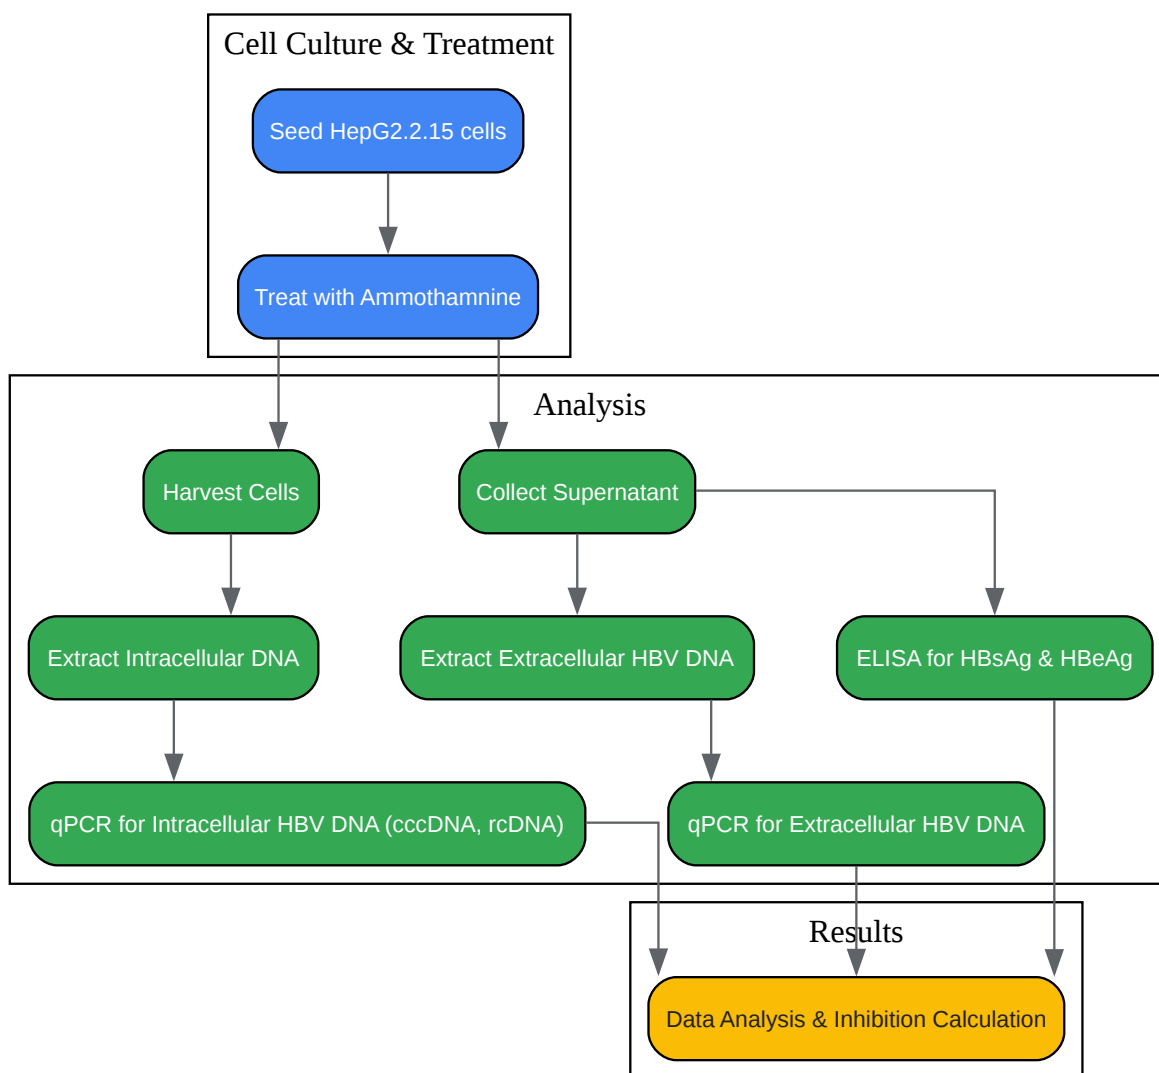 Cell Culture & Treatment
Seed HepG2.2.15 cells
Treat with Ammothamnine
Analysis
Harvest Cells
Collect Supernatant
Extract Intracellular DNA
Extract Extracellular HBV DNA
ELISA for HBsAg & HBeAg
qPCR for Intracellular HBV DNA (cccDNA, rcDNA)
qPCR for Extracellular HBV DNA
Results
Data Analysis & Inhibition Calculation